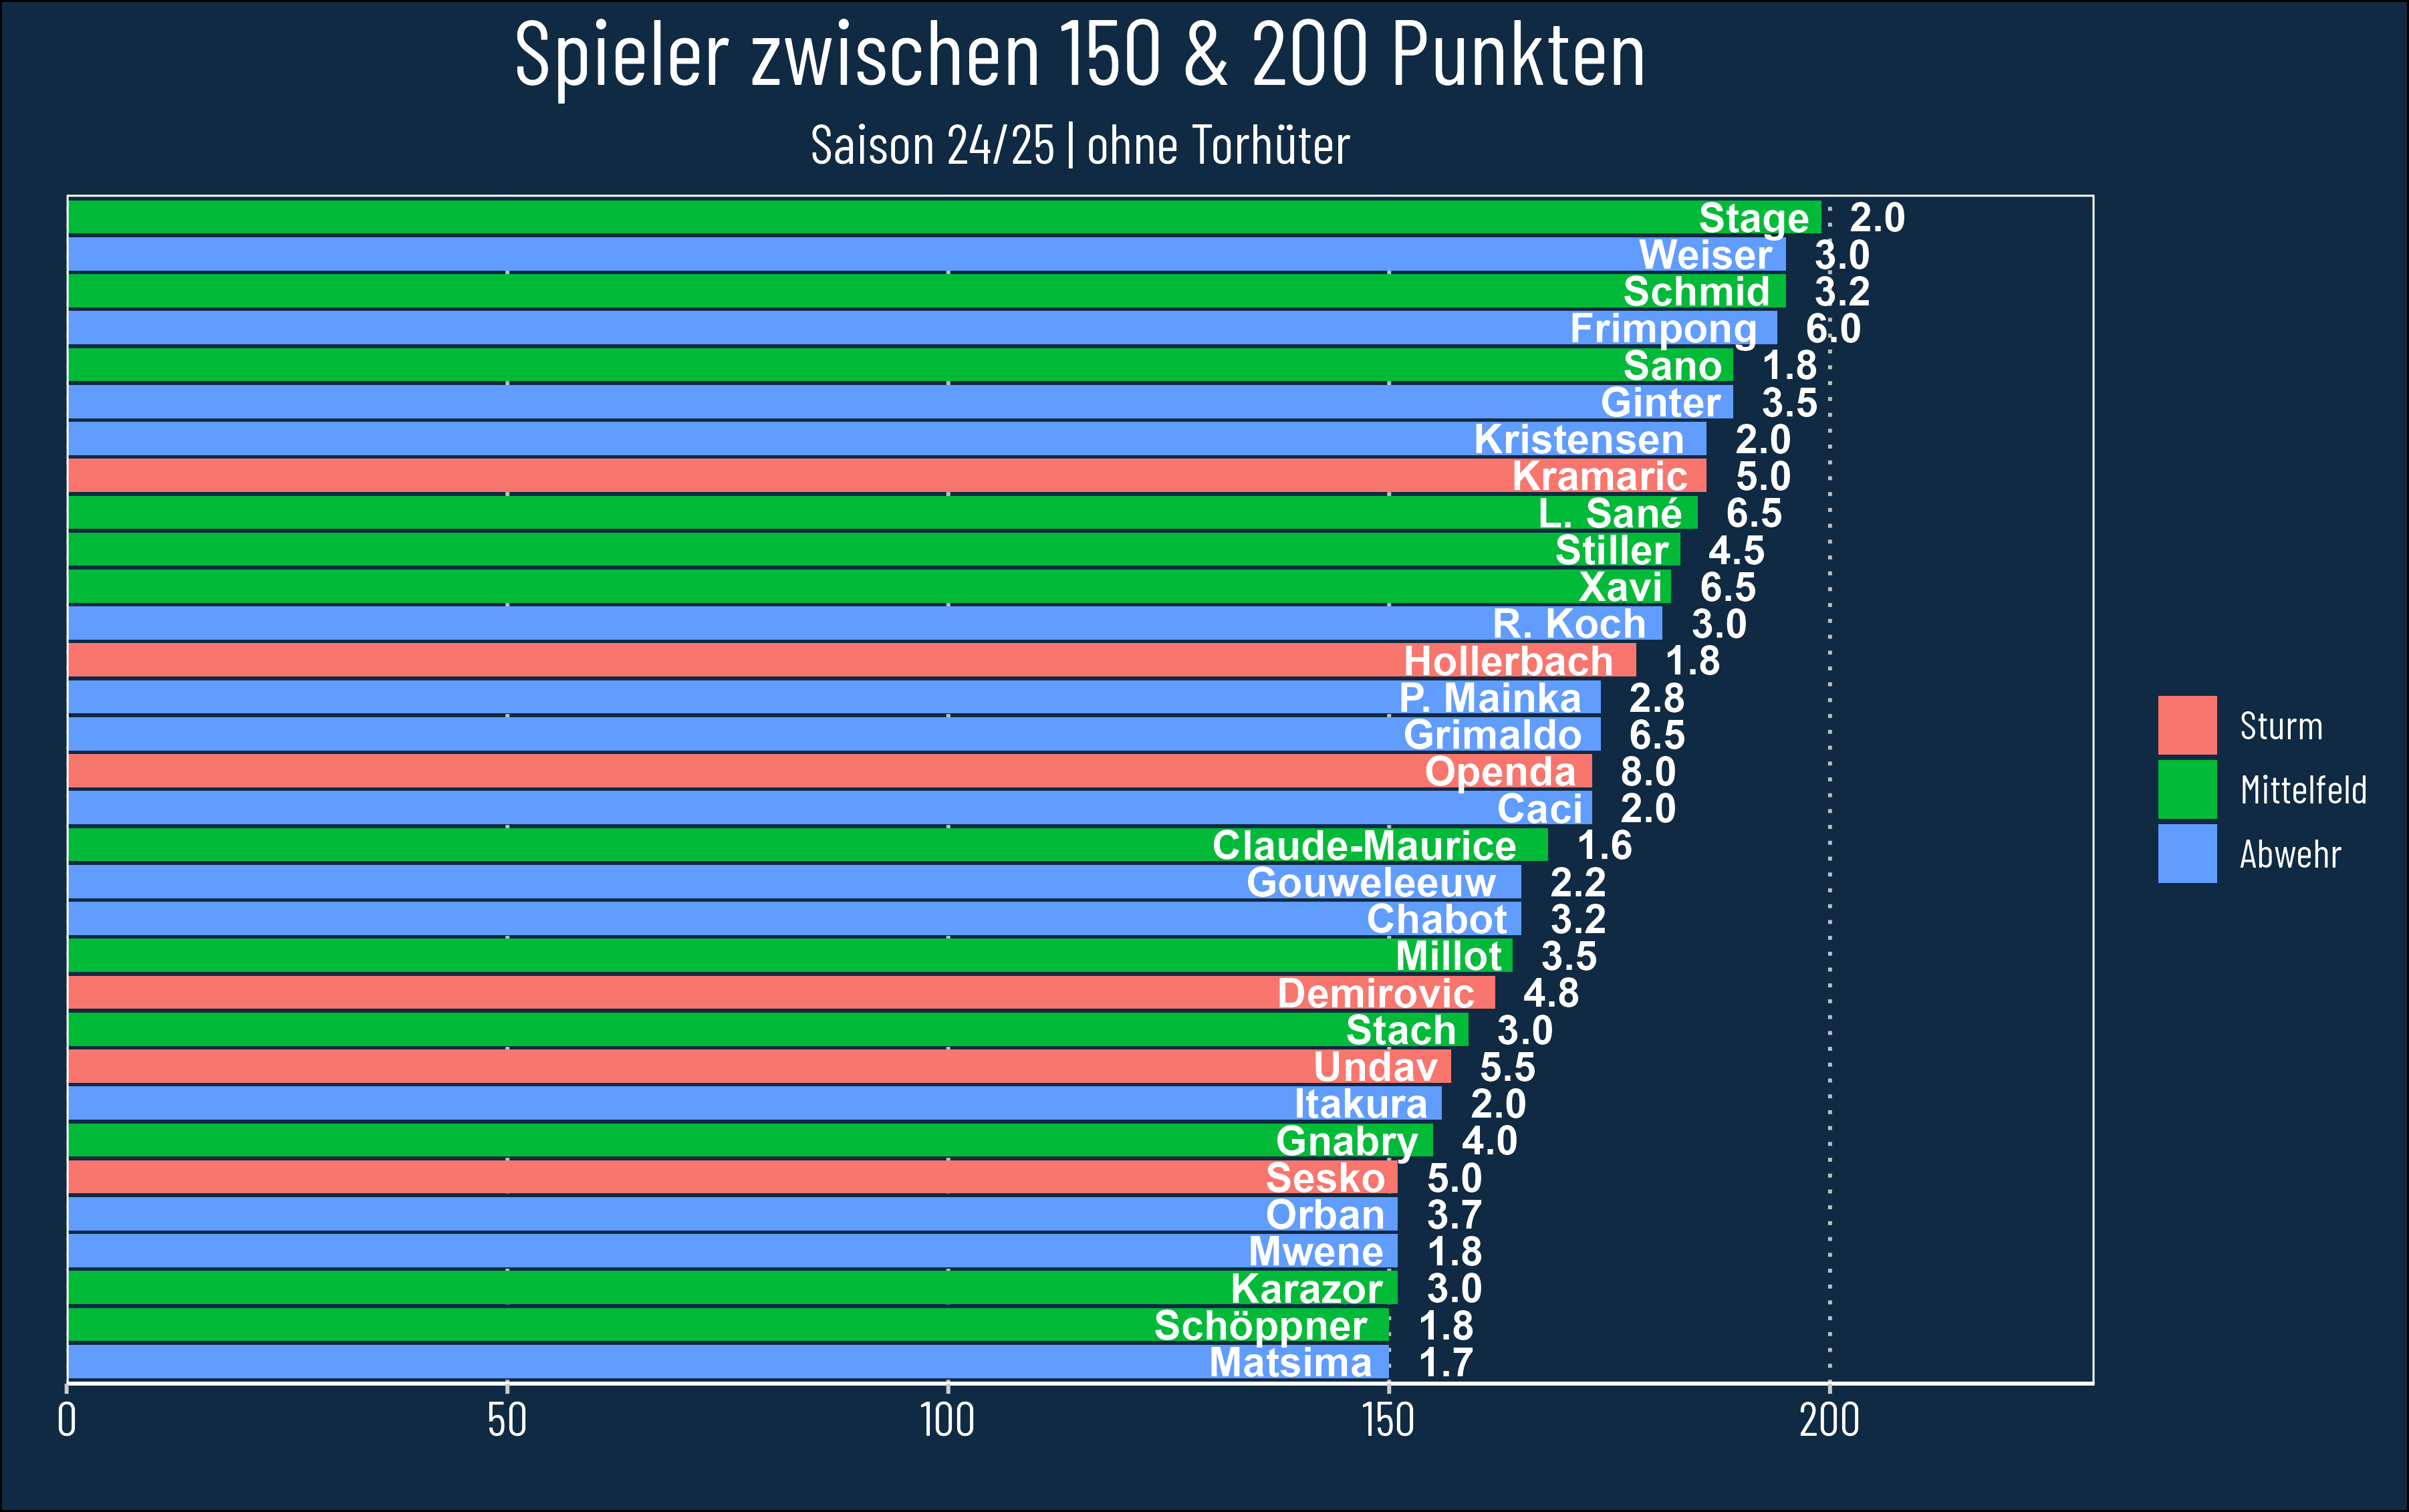 Spieler zwischen 150 & 200 Punkten
Saison 24/25 | ohne Torhüter
Stage 2.0
Weiser 3.0
Schmid 3.2
Frimpong 6.0
Sano 1.8
Ginter 3.5
Kristensen 2.0
Kramaric 5.0
L. Sané 6.5
Stiller 4.5
Xavi 6.5
R. Koch 3.0
Hollerbach 1.8
P. Mainka 2.8
Grimaldo 6.5
Openda 8.0
Caci 2.0
Claude-Maurice 1.6
Gouweleeuw 2.2
Chabot 3.2
Millot 3.5
Demirovic 4.8
Stach 3.0
Undav 5.5
Itakura 2.0
Gnabry 4.0
Sesko 5.0
Orban 3.7
Mwene 1.8
Karazor 3.0
Schöppner 1.8
Matsima 1.7
0 50 100 150 200
Sturm
Mittelfeld
Abwehr